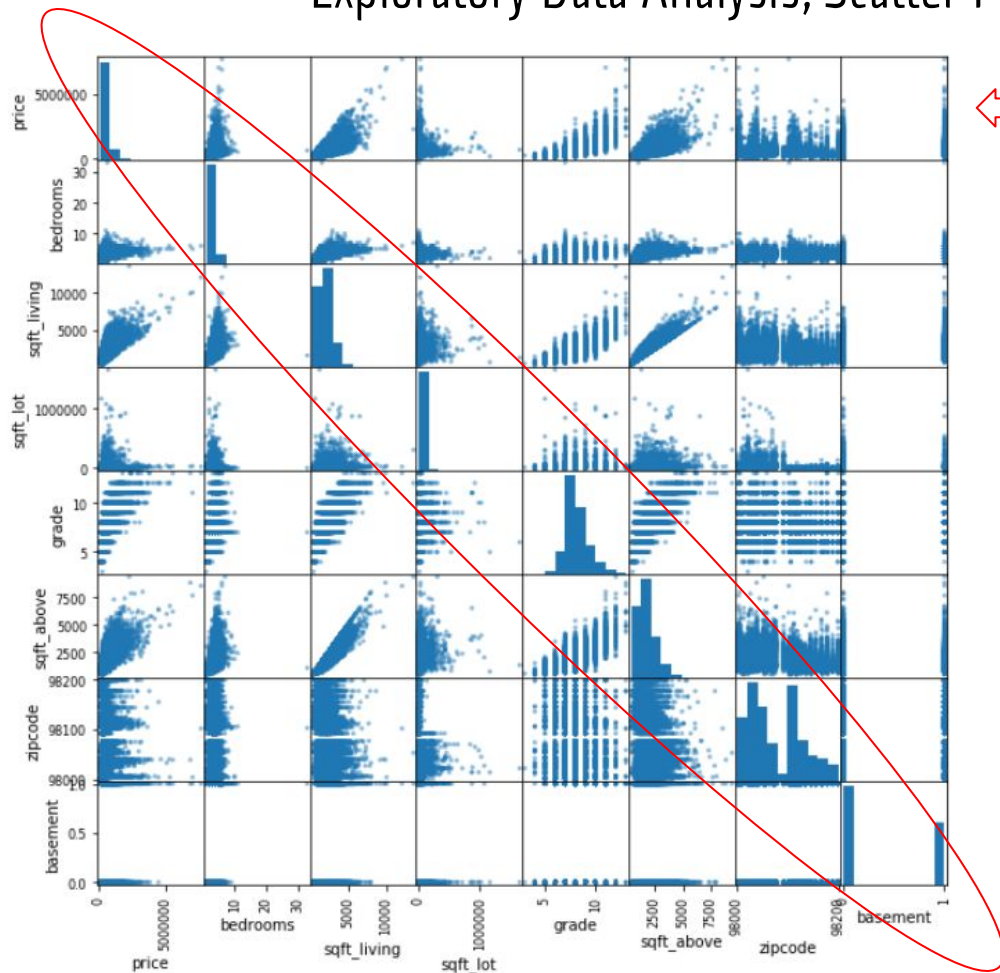 Exploratory Data Analysis, Scatter
price
5000000
0
bedrooms
30
20
10
sqft_living
10000
5000
sqft_lot
1000000
0
grade
10
5
sqft_above
7500
5000
2500
zipcode
98200
98100
98000
basement
1.0
0.5
0.0
0
5000000
10
20
30
5000
10000
0
1000000
5
10
2500
5000
7500
98000
98200
0
1
price
bedrooms
sqft_living
sqft_lot
grade
sqft_above
zipcode
basement